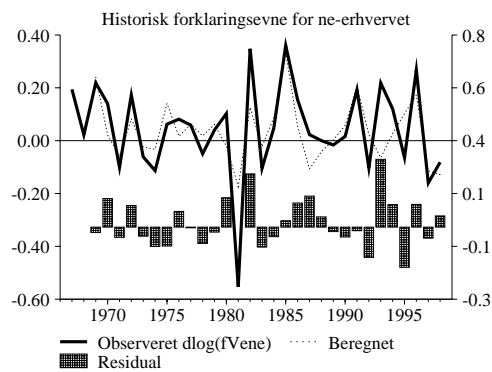 Historisk forklaringsevne for ne-erhvervet
0.40 0.8
0.20 0.6
0.00 0.4
-0.20 0.1
-0.40 -0.1
-0.60 -0.3
1970 1975 1980 1985 1990 1995
Observeret dlog(fVene) Beregnet
Residual